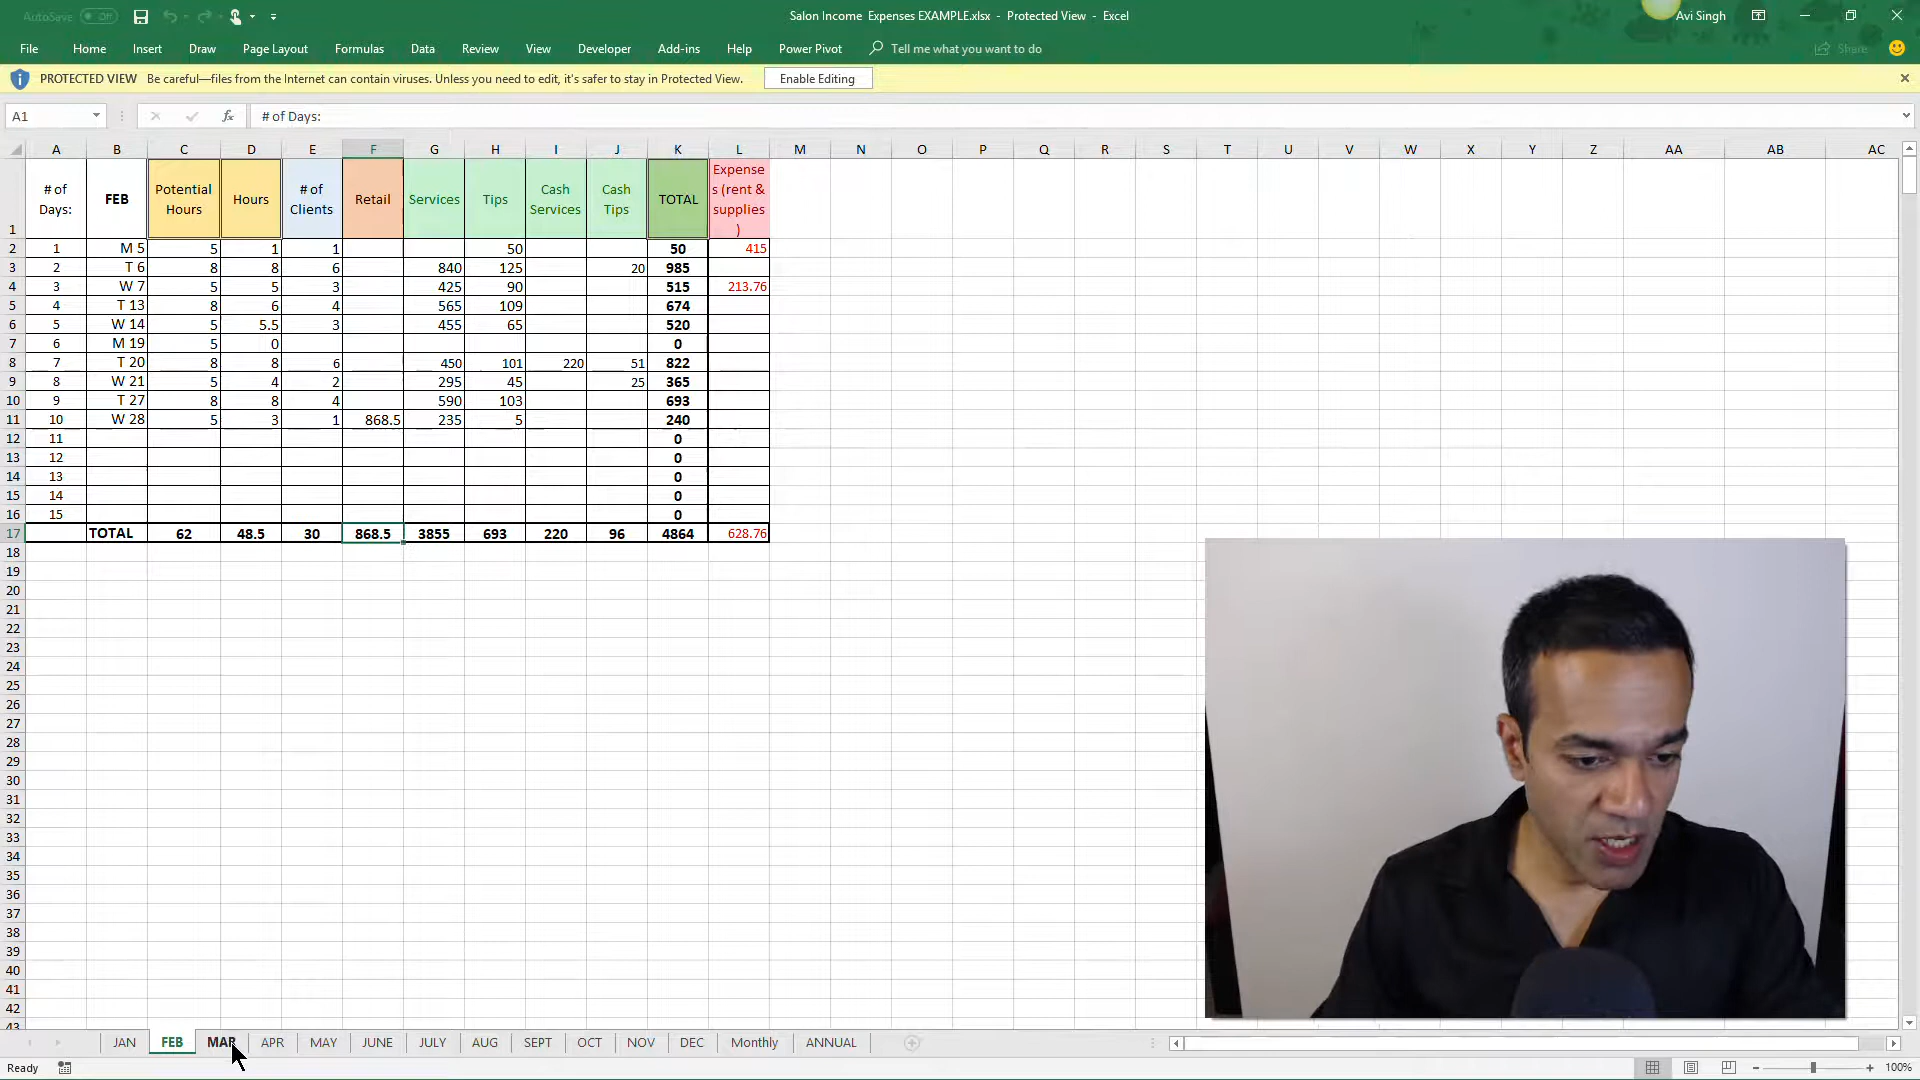 AutoSave Off
Salon Income Expenses EXAMPLE.xlsx - Protected View - Excel
Avi Singh
File Home Insert Draw Page Layout Formulas Data Review View Developer Add-ins Help Power Pivot Tell me what you want to do Share
PROTECTED VIEW Be careful—files from the Internet can contain viruses. Unless you need to edit, it's safer to stay in Protected View. Enable Editing
A1 fx # of Days:
A B C D E F G H I J K L M N O P Q R S T U V W X Y Z AA AB AC
1 # of Days: FEB Potential Hours Hours # of Clients Retail Services Tips Cash Services Cash Tips TOTAL Expenses (rent & supplies)
2 1 M 5 5 1 1 50 50 415
3 2 T 6 8 8 6 840 125 20 985
4 3 W 7 5 5 3 425 90 515 213.76
5 4 T 13 8 6 4 565 109 674
6 5 W 14 5 5.5 3 455 65 520
7 6 M 19 5 0 0
8 7 T 20 8 8 6 450 101 220 51 822
9 8 W 21 5 4 2 295 45 25 365
10 9 T 27 8 8 4 590 103 693
11 10 W 28 5 3 1 868.5 235 5 240
12 11 0
13 12 0
14 13 0
15 14 0
16 15 0
17 TOTAL 62 48.5 30 868.5 3855 693 220 96 4864 628.76
18
19
20
21
22
23
24
25
26
27
28
29
30
31
32
33
34
35
36
37
38
39
40
41
42
43
JAN FEB MAR APR MAY JUNE JULY AUG SEPT OCT NOV DEC Monthly ANNUAL
Ready 100%